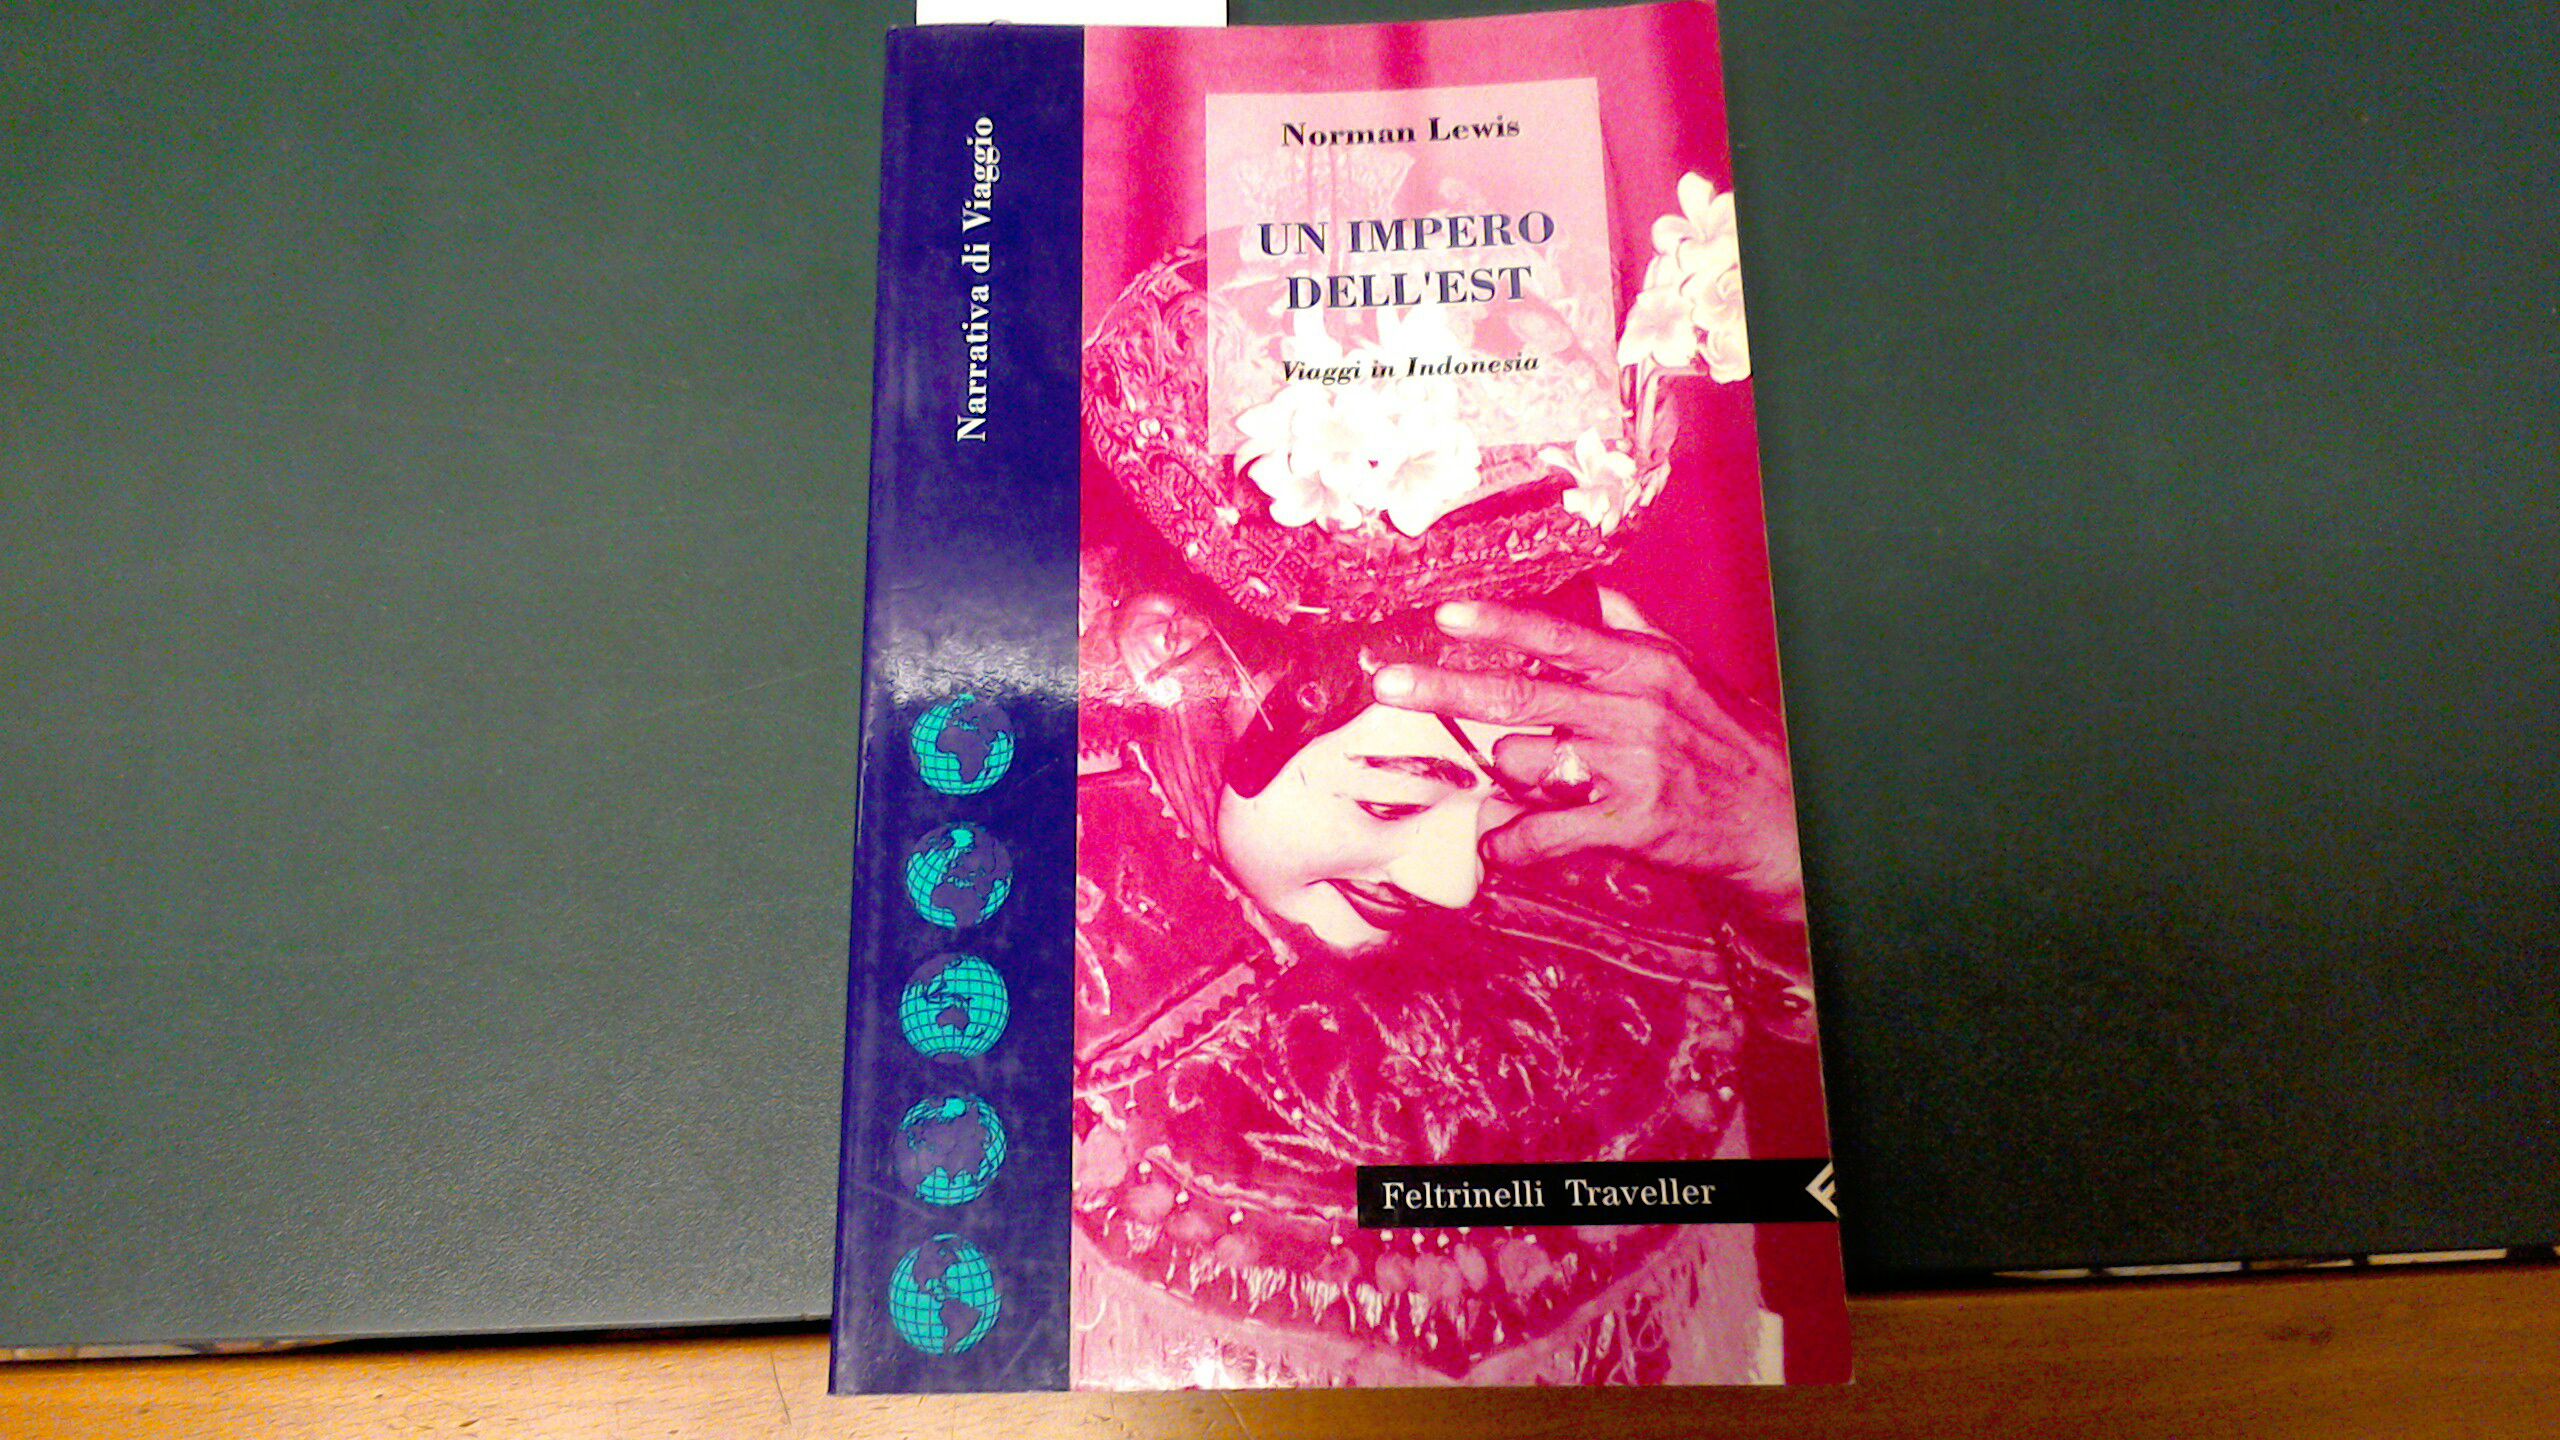 Narrativa di Viaggio
Norman Lewis
UN IMPERO
DELL'EST
Viaggi in Indonesia
Feltrinelli Traveller